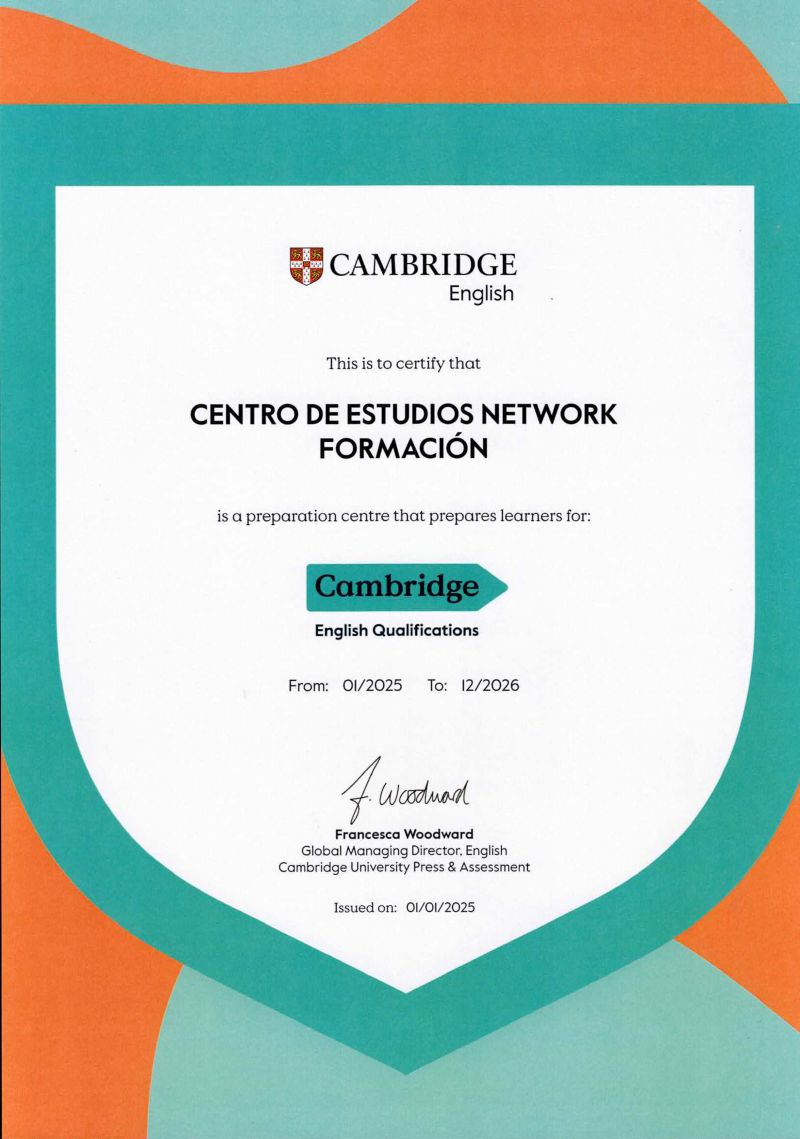 CAMBRIDGE
English
This is to certify that
CENTRO DE ESTUDIOS NETWORK
FORMACIÓN
is a preparation centre that prepares learners for:
Cambridge
English Qualifications
From: 01/2025 To: 12/2026
F. Woodward
Francesca Woodward
Global Managing Director, English
Cambridge University Press & Assessment
Issued on: 01/01/2025